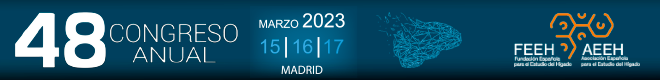 48 CONGRESO
ANUAL
MARZO 2023
15|16|17
MADRID
FEEH
Fundación Española
para el Estudio del Hígado
AEEH
Asociación Española
para el Estudio del Hígado